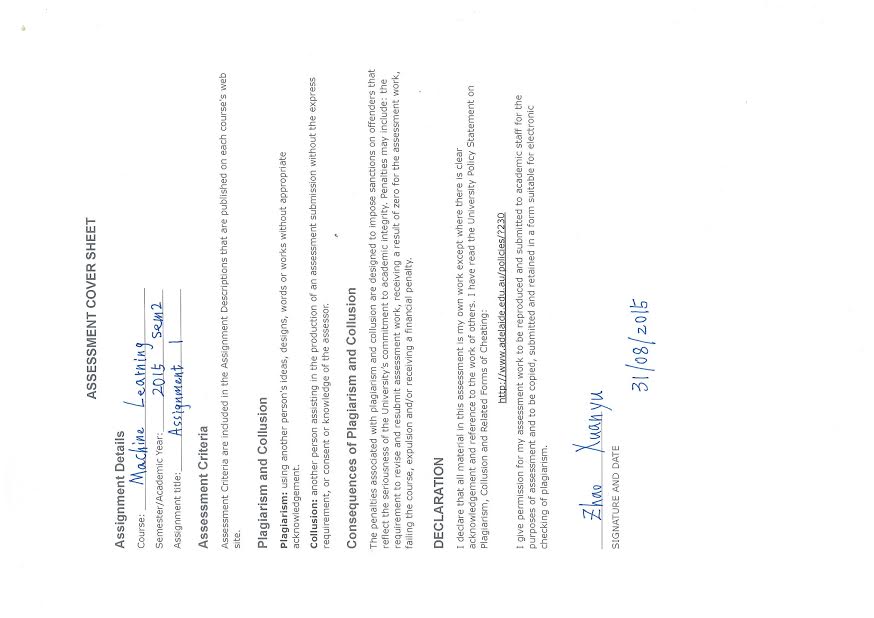 ASSESSMENT COVER SHEET
Assignment Details
Course: Machine Learning
Semester/Academic Year: 2015 Sem2
Assignment title: Assignment 1
Assessment Criteria
Assessment Criteria are included in the Assignment Descriptions that are published on each course's web
site.
Plagiarism and Collusion
Plagiarism: using another person's ideas, designs, words or works without appropriate
acknowledgement.
Collusion: another person assisting in the production of an assessment submission without the express
requirement, or consent or knowledge of the assessor.
Consequences of Plagiarism and Collusion
The penalties associated with plagiarism and collusion are designed to impose sanctions on offenders that
reflect the seriousness of the University's commitment to academic integrity. Penalties may include: the
requirement to revise and resubmit assessment work, receiving a result of zero for the assessment work,
failing the course, expulsion and/or receiving a financial penalty.
DECLARATION
I declare that all material in this assessment is my own work except where there is clear
acknowledgement and reference to the work of others. I have read the University Policy Statement on
Plagiarism, Collusion and Related Forms of Cheating:
http://www.adelaide.edu.au/policies/?230
I give permission for my assessment work to be reproduced and submitted to academic staff for the
purposes of assessment and to be copied, submitted and retained in a form suitable for electronic
checking of plagiarism.
Zhao Xuanyu
SIGNATURE AND DATE
31/08/2015